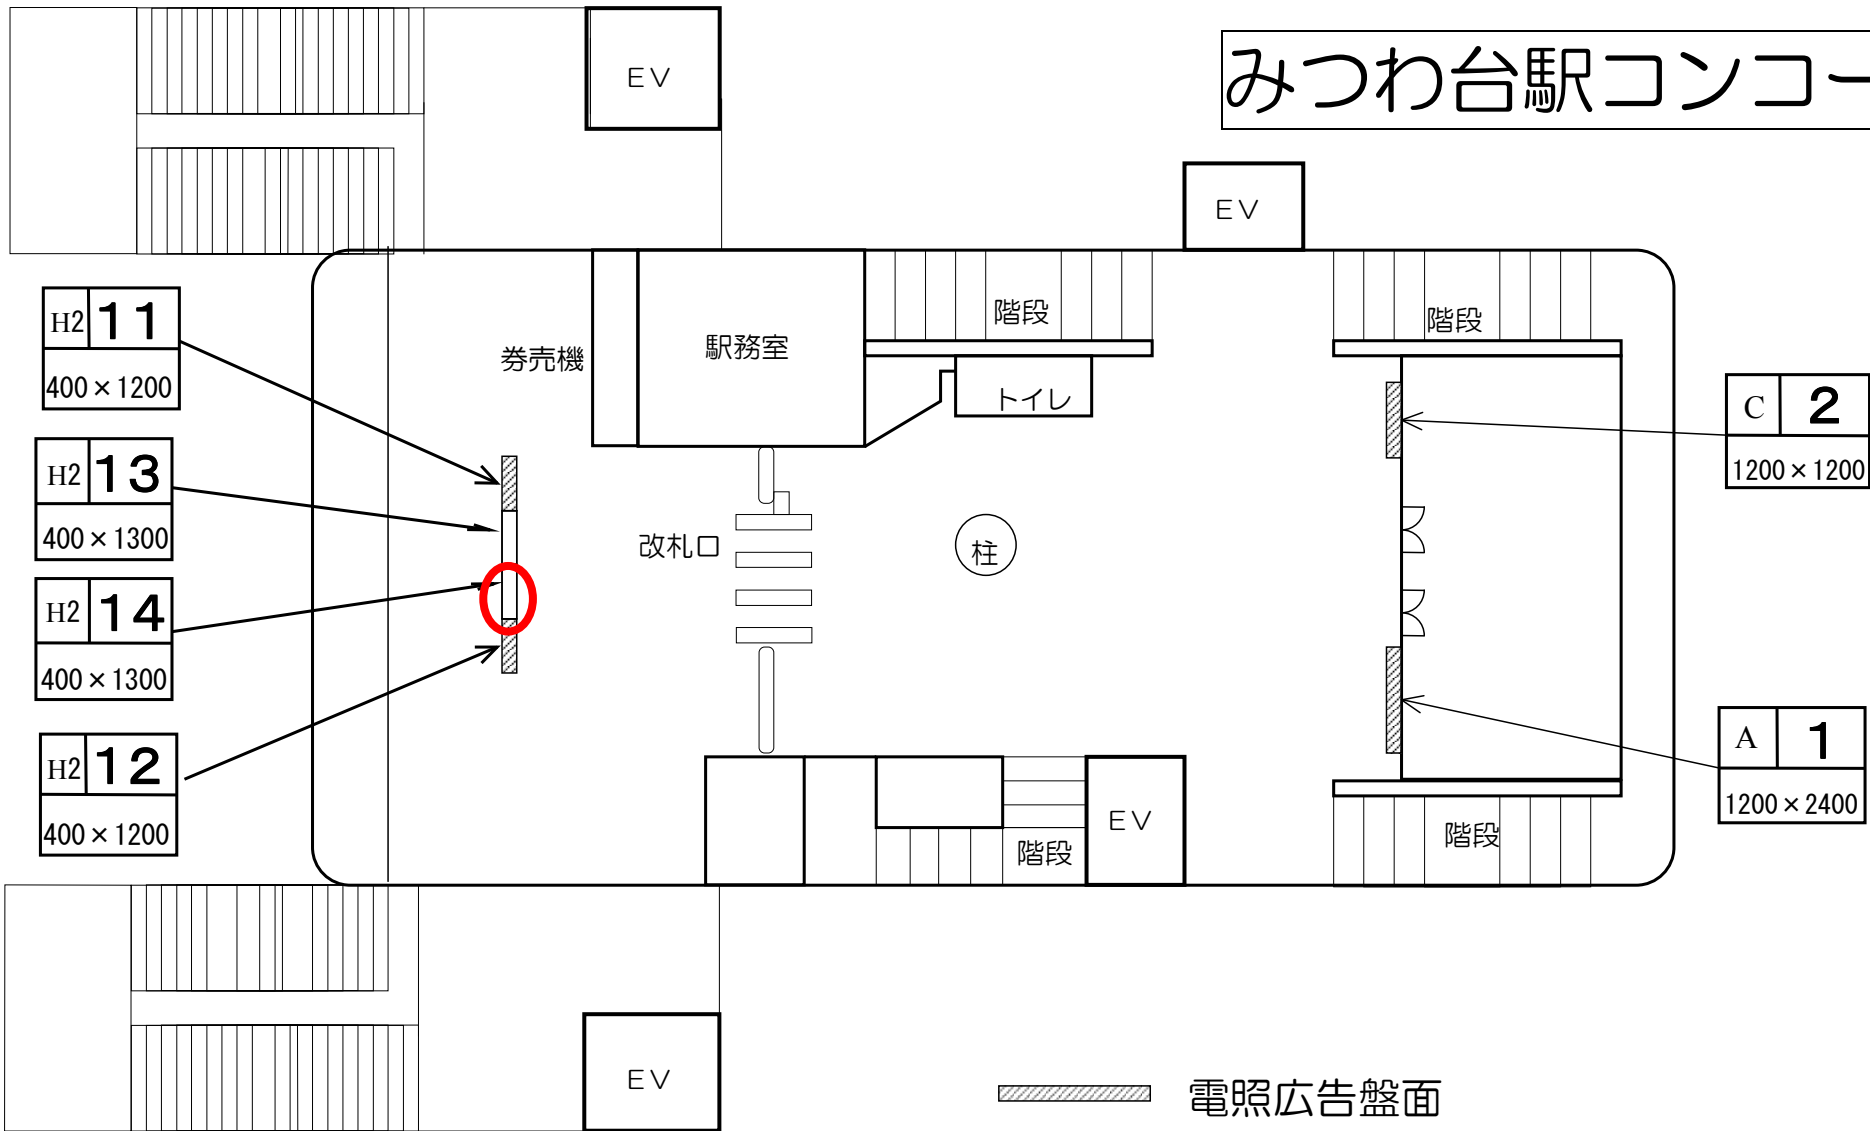 みつわ台駅コンコー
EV
EV
H2 11
400×1200
券売機
駅務室
階段
階段
トイレ
C 2
1200×1200
H2 13
400×1300
改札口
柱
H2 14
400×1300
H2 12
400×1200
A 1
1200×2400
EV
階段
階段
EV
電照広告盤面